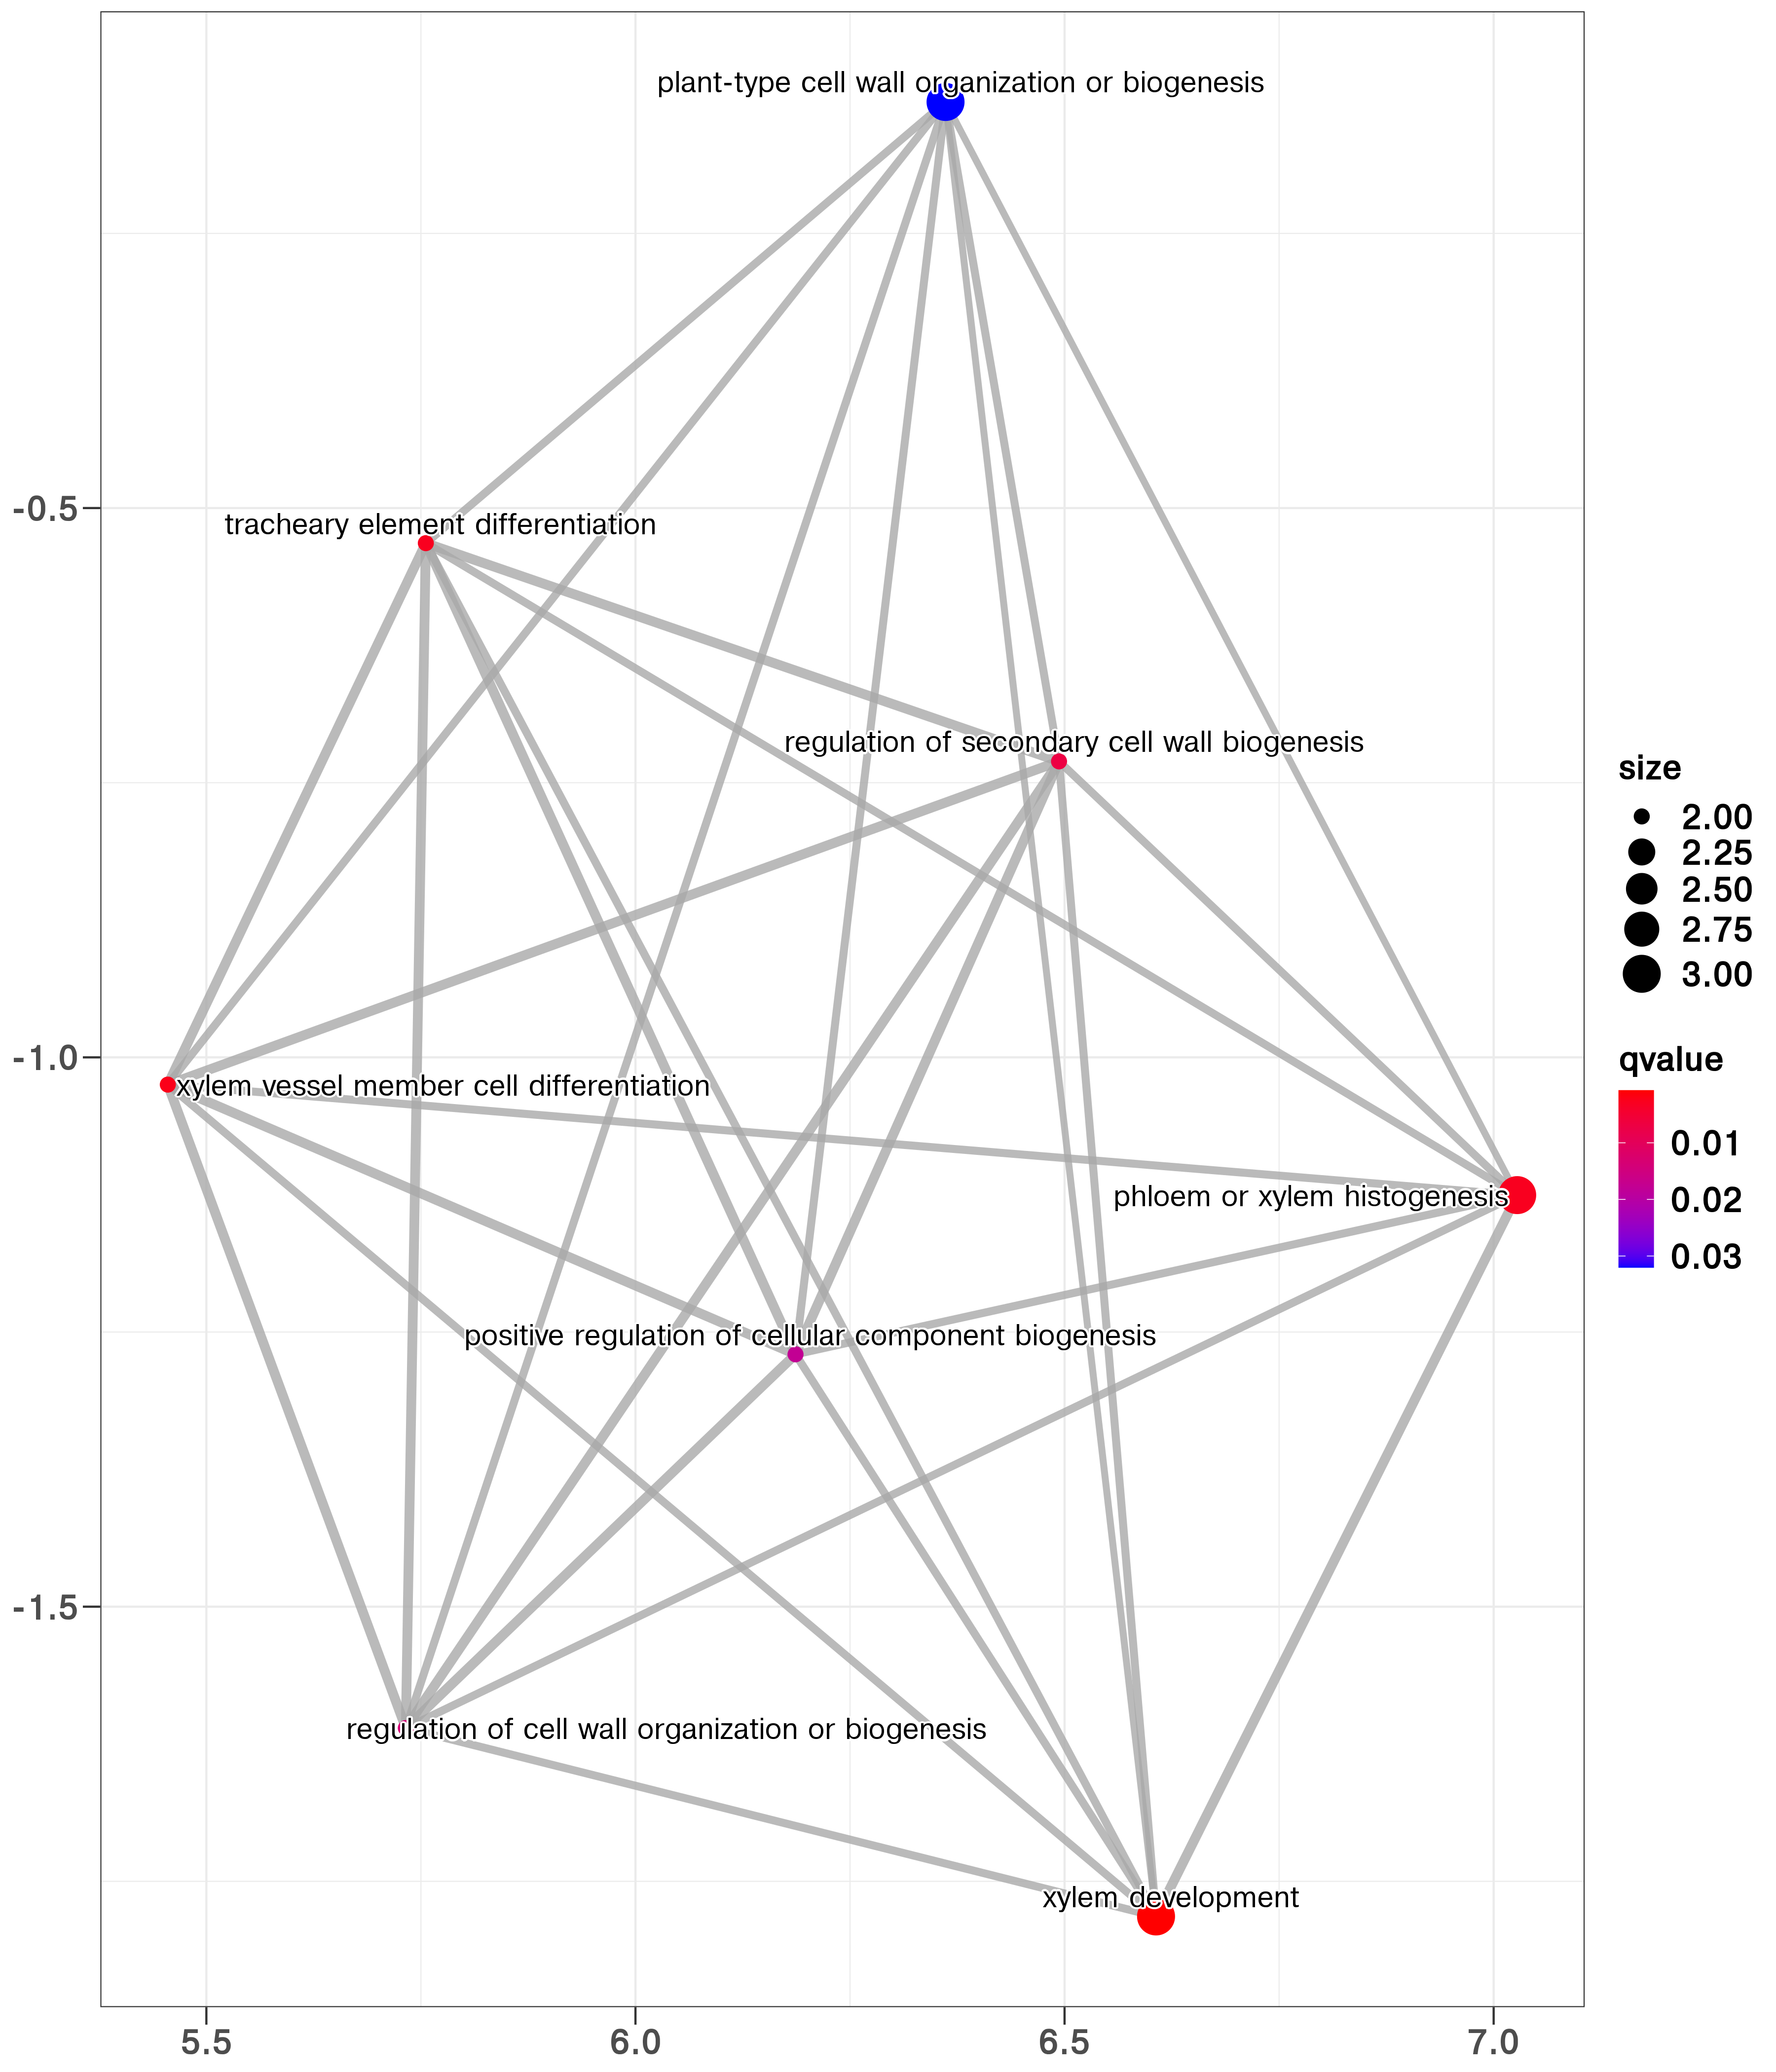 plant-type cell wall organization or biogenesis
-0.5
tracheary element differentiation
regulation of secondary cell wall biogenesis
-1.0
xylem vessel member cell differentiation
phloem or xylem histogenesis
positive regulation of cellular component biogenesis
-1.5
regulation of cell wall organization or biogenesis
xylem development
5.5 6.0 6.5 7.0
size
2.00
2.25
2.50
2.75
3.00
qvalue
0.01
0.02
0.03